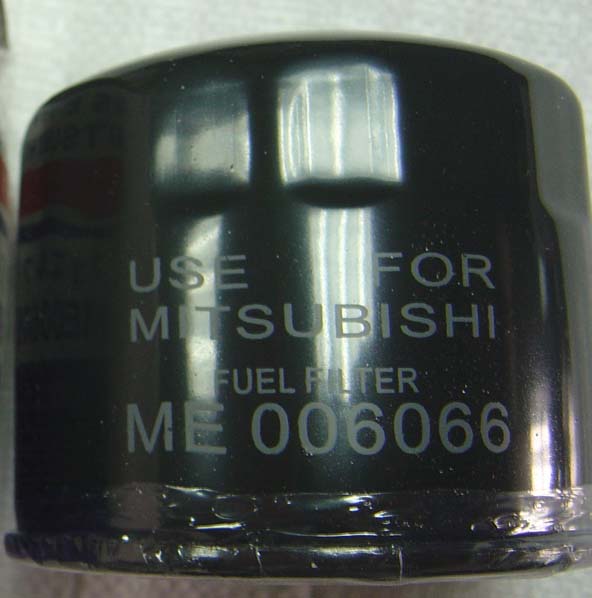 USE FOR
MITSUBISHI
FUEL FILTER
ME 006066